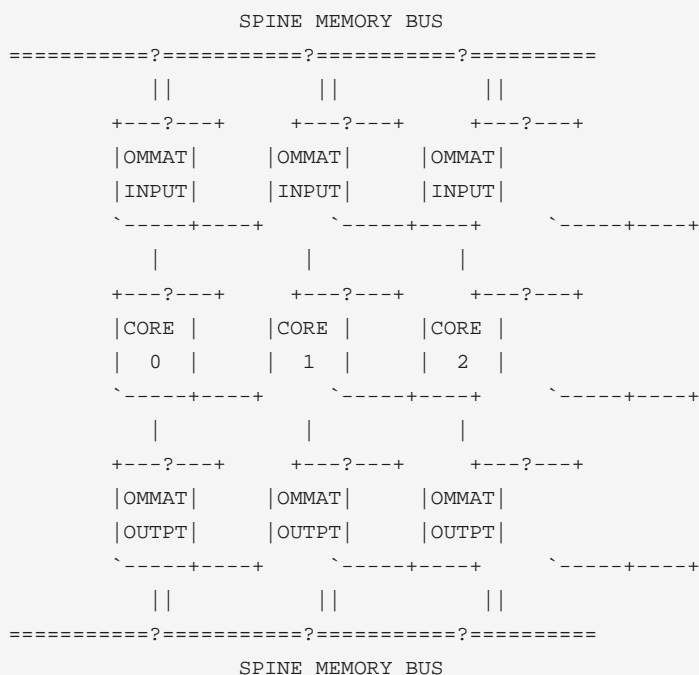 SPINE MEMORY BUS
===========?===========?===========?==========
|| || ||
+---?---+ +---?---+ +---?---+
|OMMAT| |OMMAT| |OMMAT|
|INPUT| |INPUT| |INPUT|
`-----+----+ `-----+----+ `-----+----+
| | |
+---?---+ +---?---+ +---?---+
|CORE | |CORE | |CORE |
| 0 | | 1 | | 2 |
`-----+----+ `-----+----+ `-----+----+
| | |
+---?---+ +---?---+ +---?---+
|OMMAT| |OMMAT| |OMMAT|
|OUTPT| |OUTPT| |OUTPT|
`-----+----+ `-----+----+ `-----+----+
|| || ||
===========?===========?===========?==========
SPINE MEMORY BUS